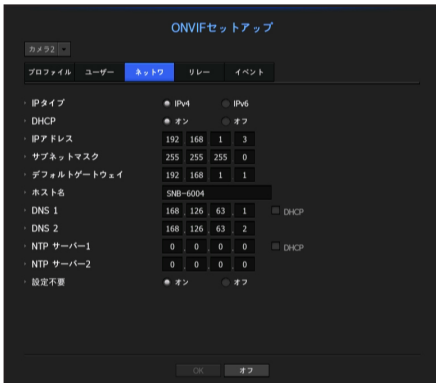 ONVIFセットアップ
カメラ2
プロファイル ユーザー ネットワ リレー イベント
IPタイプ IPv4 IPv6
DHCP オン オフ
IPアドレス 192 168 1 3
サブネットマスク 255 255 255 0
デフォルトゲートウェイ 192 168 1 1
ホスト名 SNB-6004
DNS 1 168 . 126 . 63 . 1 DHCP
DNS 2 168 . 126 . 63 . 2
NTP サーバー1 0 . 0 . 0 . 0 DHCP
NTP サーバー2 0 . 0 . 0 . 0
設定不要 オン オフ
OK オフ